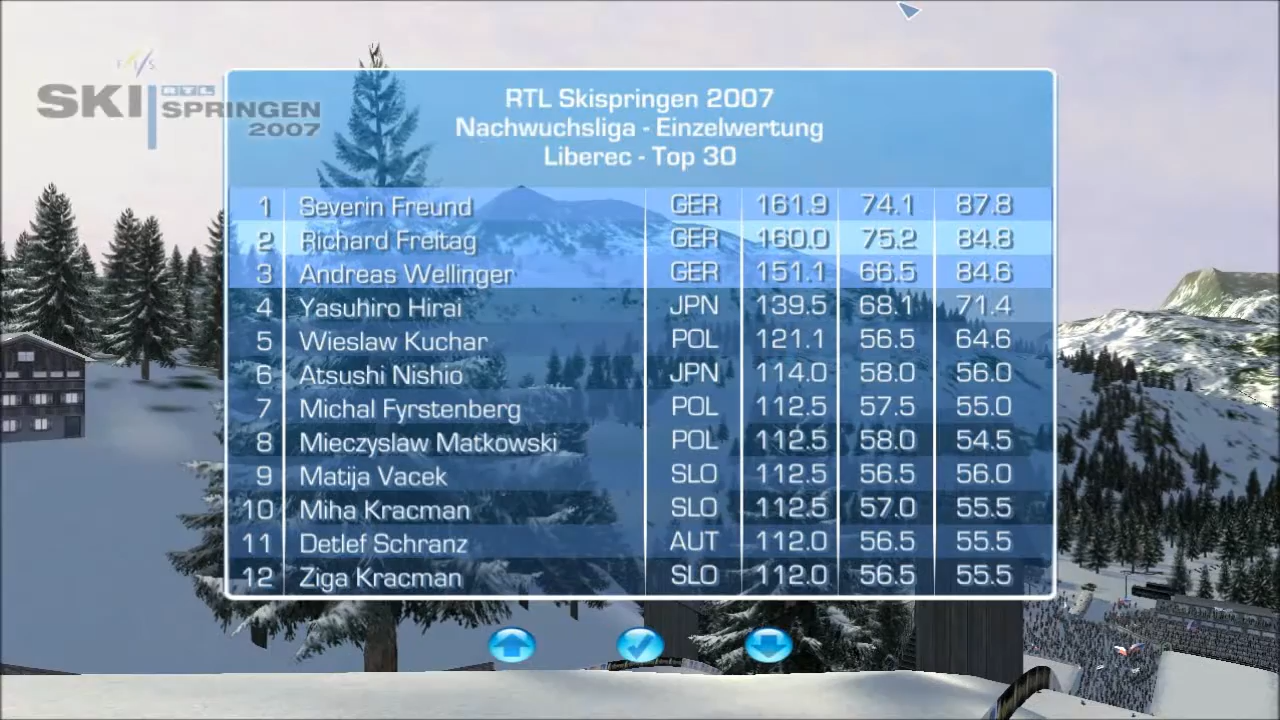 FIS
SKI RTL SPRINGEN 2007
RTL Skispringen 2007
Nachwuchsliga - Einzelwertung
Liberec - Top 30
1 Severin Freund GER 161.9 74.1 87.8
2 Richard Freitag GER 160.0 75.2 84.8
3 Andreas Wellinger GER 151.1 66.5 84.6
4 Yasuhiro Hirai JPN 139.5 68.1 71.4
5 Wieslaw Kuchar POL 121.1 56.5 64.6
6 Atsushi Nishio JPN 114.0 58.0 56.0
7 Michal Fyrstenberg POL 112.5 57.5 55.0
8 Mieczyslaw Matkowski POL 112.5 58.0 54.5
9 Matija Vacek SLO 112.5 56.5 56.0
10 Miha Kracman SLO 112.5 57.0 55.5
11 Detlef Schranz AUT 112.0 56.5 55.5
12 Ziga Kracman SLO 112.0 56.5 55.5